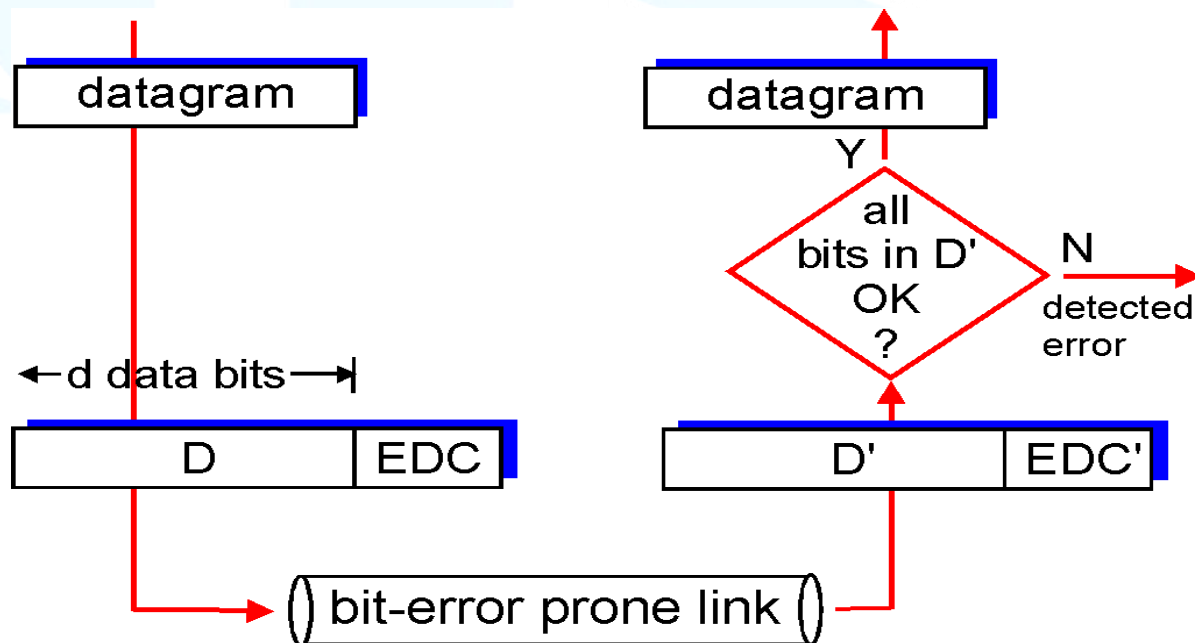 datagram
d data bits
D
EDC
bit-error prone link
D'
EDC'
all
bits in D'
OK
?
Y
N
detected
error
datagram